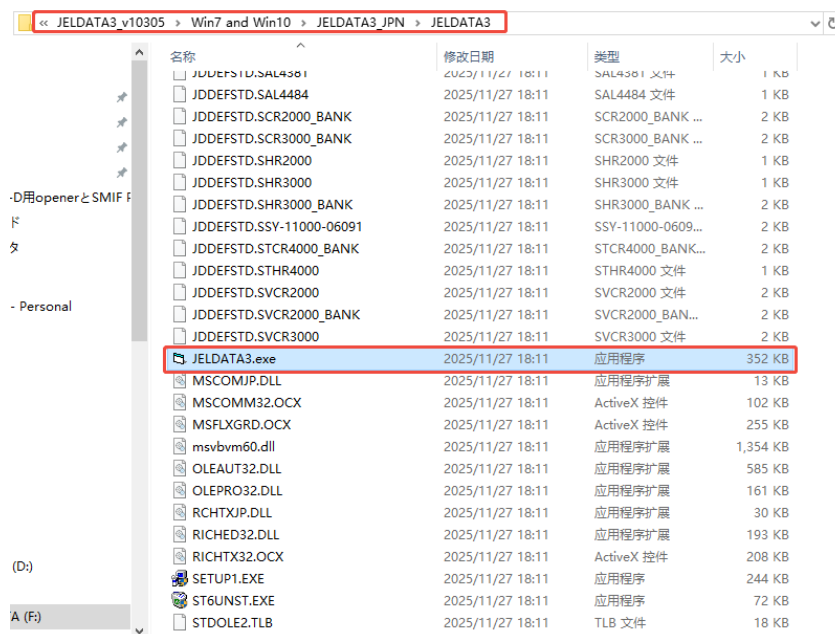 « JELDATA3_v10305 › Win7 and Win10 › JELDATA3_JPN › JELDATA3
名称 修改日期 类型 大小
JDDEFSTD.SAL4381 2025/11/27 18:11 SAL4381 文件 1 KB
JDDEFSTD.SAL4484 2025/11/27 18:11 SAL4484 文件 1 KB
JDDEFSTD.SCR2000_BANK 2025/11/27 18:11 SCR2000_BANK ... 2 KB
JDDEFSTD.SCR3000_BANK 2025/11/27 18:11 SCR3000_BANK ... 2 KB
JDDEFSTD.SHR2000 2025/11/27 18:11 SHR2000 文件 1 KB
JDDEFSTD.SHR3000 2025/11/27 18:11 SHR3000 文件 1 KB
JDDEFSTD.SHR3000_BANK 2025/11/27 18:11 SHR3000_BANK ... 2 KB
JDDEFSTD.SSY-11000-06091 2025/11/27 18:11 SSY-11000-0609... 2 KB
JDDEFSTD.STCR4000_BANK 2025/11/27 18:11 STCR4000_BANK... 2 KB
JDDEFSTD.STHR4000 2025/11/27 18:11 STHR4000 文件 1 KB
JDDEFSTD.SVCR2000 2025/11/27 18:11 SVCR2000 文件 2 KB
JDDEFSTD.SVCR2000_BANK 2025/11/27 18:11 SVCR2000_BAN... 2 KB
JDDEFSTD.SVCR3000 2025/11/27 18:11 SVCR3000 文件 2 KB
JELDATA3.exe 2025/11/27 18:11 应用程序 352 KB
MSCOMJP.DLL 2025/11/27 18:11 应用程序扩展 13 KB
MSCOMM32.OCX 2025/11/27 18:11 ActiveX 控件 102 KB
MSFLXGRD.OCX 2025/11/27 18:11 ActiveX 控件 255 KB
msvbvm60.dll 2025/11/27 18:11 应用程序扩展 1,354 KB
OLEAUT32.DLL 2025/11/27 18:11 应用程序扩展 585 KB
OLEPRO32.DLL 2025/11/27 18:11 应用程序扩展 161 KB
RCHTXJP.DLL 2025/11/27 18:11 应用程序扩展 30 KB
RICHED32.DLL 2025/11/27 18:11 应用程序扩展 193 KB
RICHTX32.OCX 2025/11/27 18:11 ActiveX 控件 208 KB
SETUP1.EXE 2025/11/27 18:11 应用程序 244 KB
ST6UNST.EXE 2025/11/27 18:11 应用程序 72 KB
STDOLE2.TLB 2025/11/27 18:11 TLB 文件 18 KB
-D用openerとSMIF
ド
タ
- Personal
(D:)
(F:)